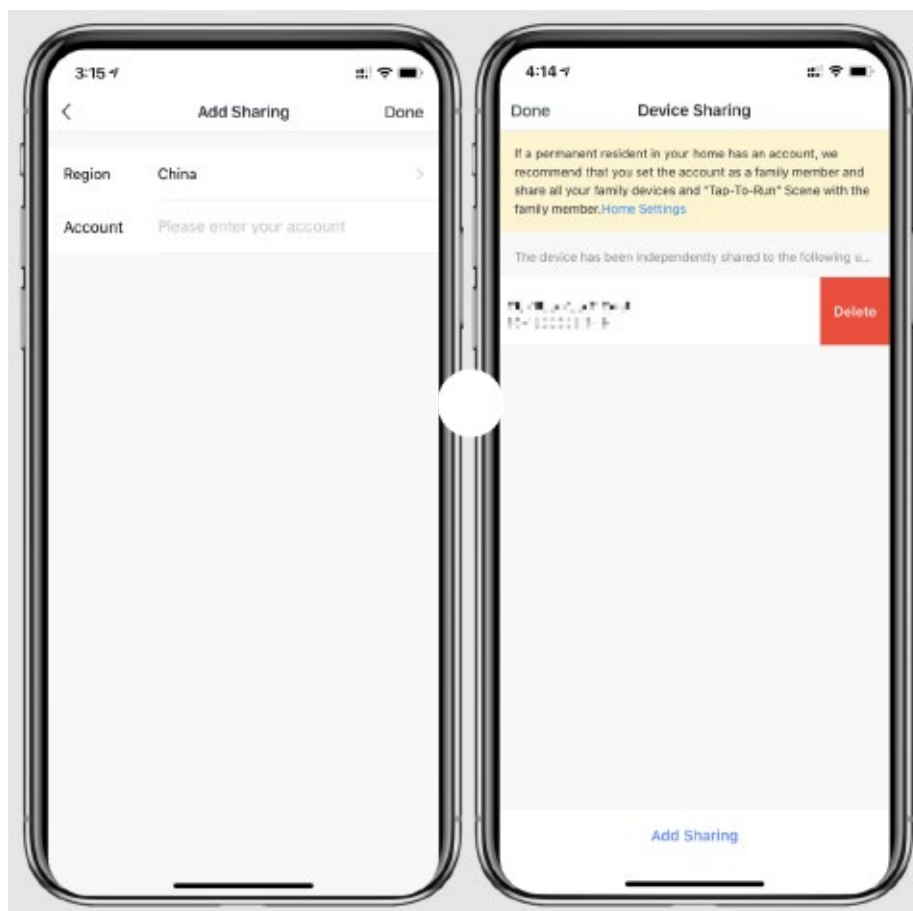 3:15
Add Sharing Done
Region China
Account Please enter your account
4:14
Done Device Sharing
If a permanent resident in your home has an account, we
recommend that you set the account as a family member and
share all your family devices and "Tap-To-Run" Scene with the
family member.Home Settings
The device has been independently shared to the following u...
Delete
Add Sharing